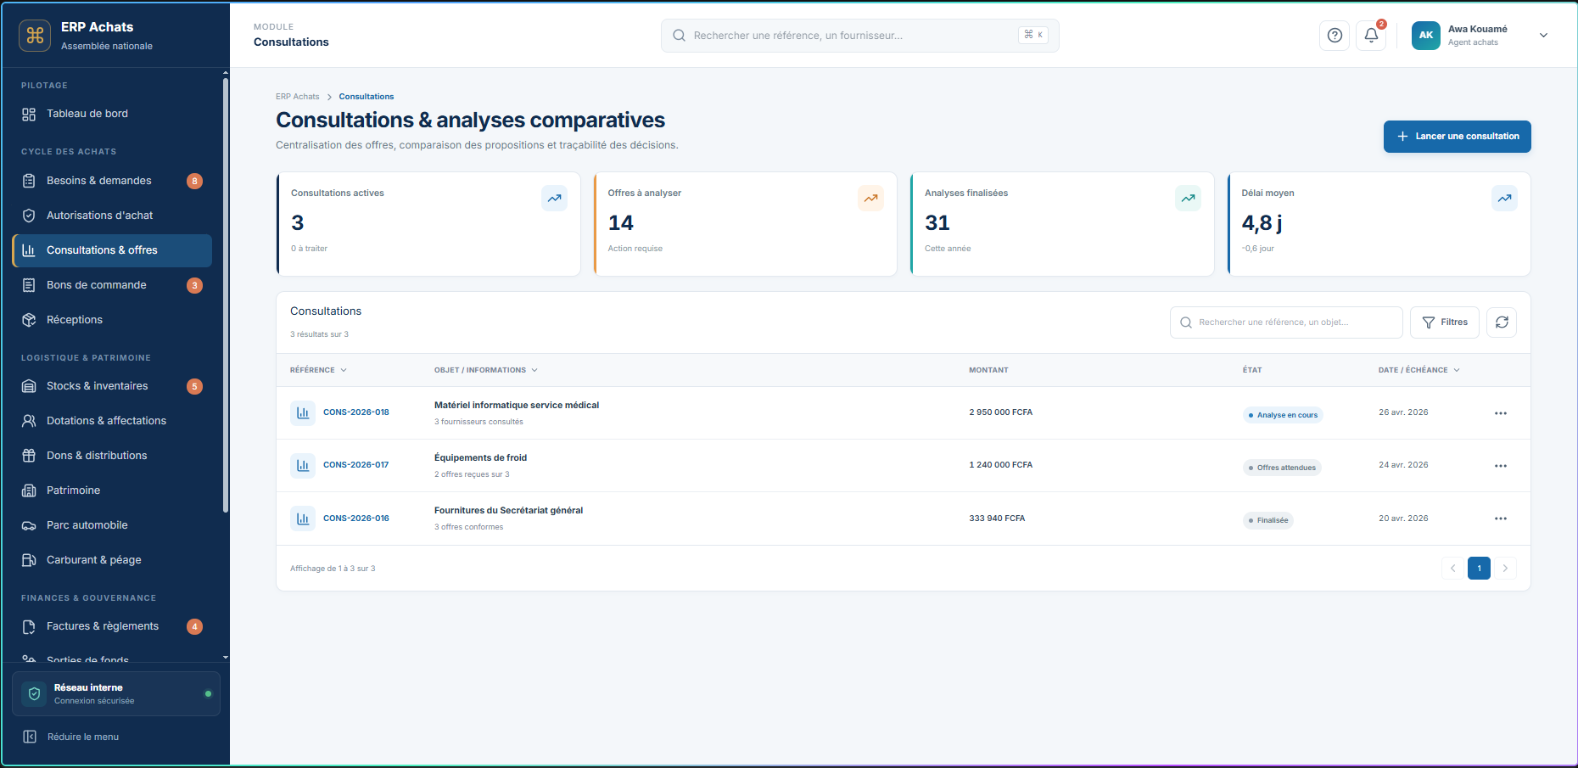 ERP Achats
Assemblée nationale
PILOTAGE
Tableau de bord
CYCLE DES ACHATS
Besoins & demandes 8
Autorisations d'achat
Consultations & offres
Bons de commande 3
Réceptions
LOGISTIQUE & PATRIMOINE
Stocks & inventaires 5
Dotations & affectations
Dons & distributions
Patrimoine
Parc automobile
Carburant & péage
FINANCES & GOUVERNANCE
Factures & règlements 4
Sorties de fonds
Réseau interne
Connexion sécurisée
Réduire le menu
MODULE
Consultations
Rechercher une référence, un fournisseur... ⌘ K
2
AK
Awa Kouamé
Agent achats
ERP Achats > Consultations
Consultations & analyses comparatives
Centralisation des offres, comparaison des propositions et traçabilité des décisions.
+ Lancer une consultation
Consultations actives
3
0 à traiter
Offres à analyser
14
Action requise
Analyses finalisées
31
Cette année
Délai moyen
4,8 j
-0,6 jour
Consultations
3 résultats sur 3
Rechercher une référence, un objet...
Filtres
RÉFÉRENCE OBJET / INFORMATIONS MONTANT ÉTAT DATE / ÉCHÉANCE
CONS-2026-018 Matériel informatique service médical 2 950 000 FCFA Analyse en cours 26 avr. 2026
3 fournisseurs consultés
CONS-2026-017 Équipements de froid 1 240 000 FCFA Offres attendues 24 avr. 2026
2 offres reçues sur 3
CONS-2026-016 Fournitures du Secrétariat général 333 940 FCFA Finalisée 20 avr. 2026
3 offres conformes
Affichage de 1 à 3 sur 3
1